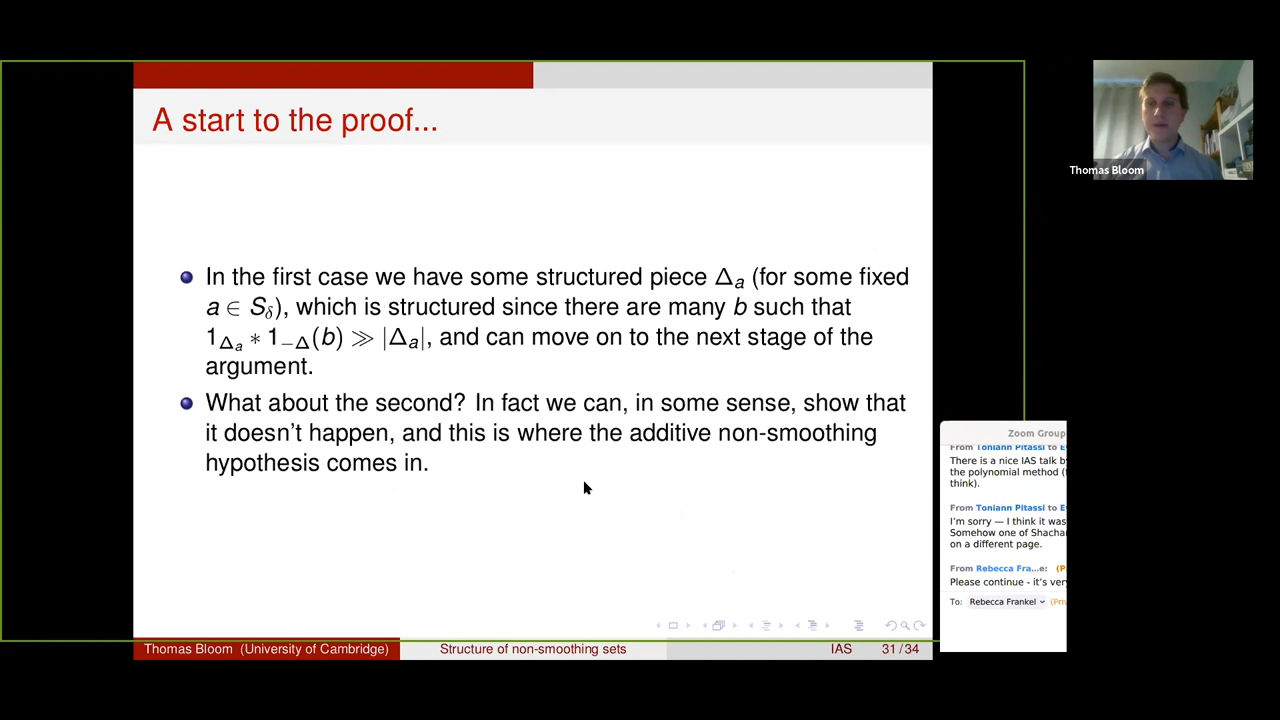 A start to the proof...
In the first case we have some structured piece Δₐ (for some fixed
a ∈ S_δ), which is structured since there are many b such that
1_{Δₐ} ∗ 1_{−Δ}(b) ≫ |Δₐ|, and can move on to the next stage of the
argument.
What about the second? In fact we can, in some sense, show that
it doesn't happen, and this is where the additive non-smoothing
hypothesis comes in.
Thomas Bloom (University of Cambridge)
Structure of non-smoothing sets
IAS
31/34
Thomas Bloom
Zoom Group
From Toniann Pitassi to
There is a nice IAS talk
the polynomial method
think).
From Toniann Pitassi to
I'm sorry — I think it was
Somehow one of
on a different page.
From Rebecca Fra...e:
Please continue - it's
To: Rebecca Frankel